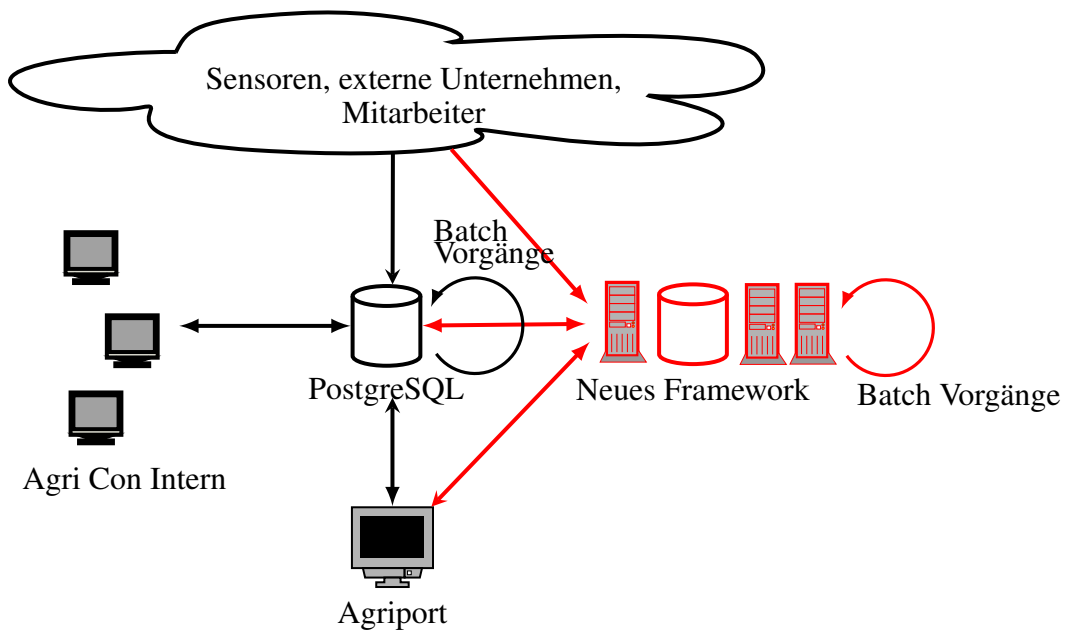 Sensoren, externe Unternehmen,
Mitarbeiter
Batch
Vorgänge
PostgreSQL
Neues Framework
Batch Vorgänge
Agri Con Intern
Agriport